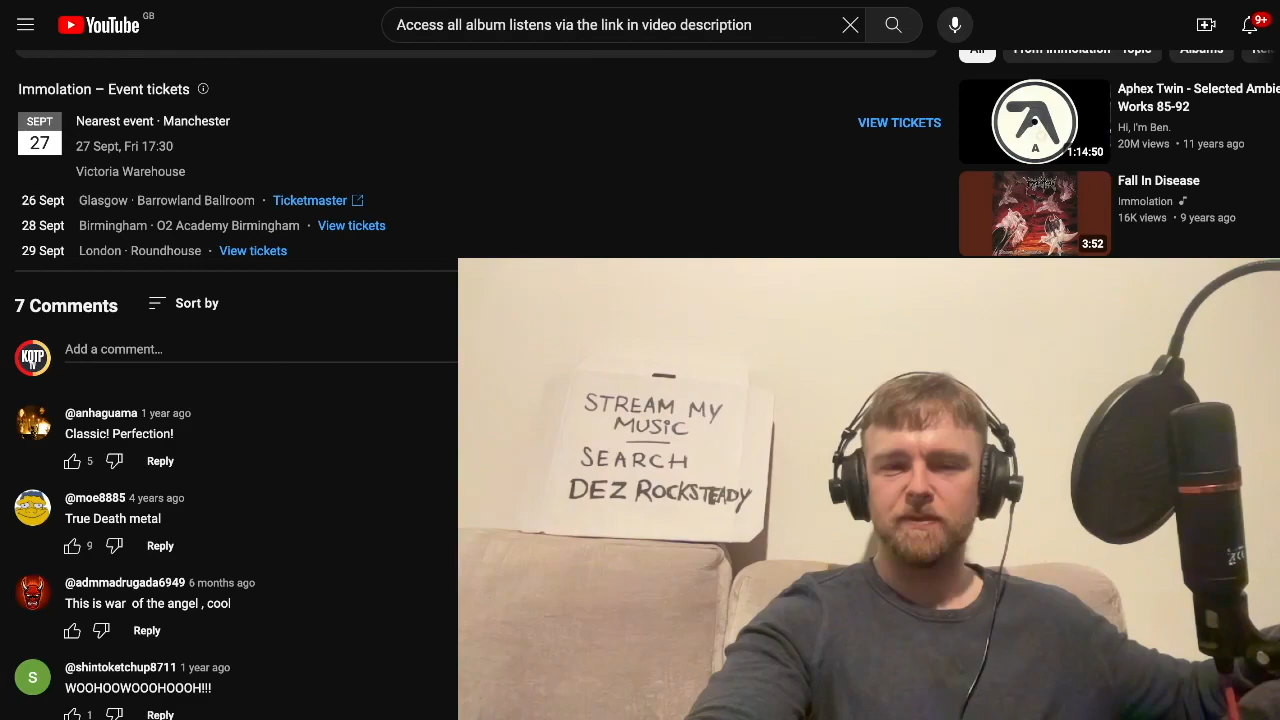 YouTube
GB
Access all album listens via the link in video description
9+
Immolation – Event tickets
SEPT
27
Nearest event · Manchester
27 Sept, Fri 17:30
Victoria Warehouse
VIEW TICKETS
26 Sept Glasgow · Barrowland Ballroom · Ticketmaster
28 Sept Birmingham · O2 Academy Birmingham · View tickets
29 Sept London · Roundhouse · View tickets
7 Comments
Sort by
KQTP
TV
Add a comment...
@anhaguama 1 year ago
Classic! Perfection!
5
Reply
@moe8885 4 years ago
True Death metal
9
Reply
@admmadrugada6949 6 months ago
This is war of the angel , cool
Reply
S
@shintoketchup8711 1 year ago
WOOHOOWOOOHOOOH!!!
1
Reply
All
From Immolation - Topic
Albums
A
1:14:50
Aphex Twin - Selected Ambie
Works 85-92
Hi, I'm Ben.
20M views • 11 years ago
3:52
Fall In Disease
Immolation
16K views • 9 years ago
STREAM MY
MUSIC
SEARCH
DEZ ROCKSTEADY